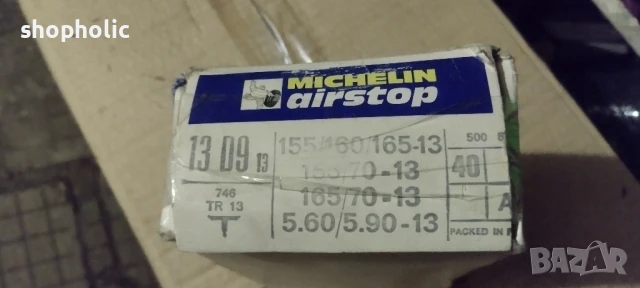 shopholic
MICHELIN
airstop
13 D9 13
155/160/165-13
155/70-13
165/70-13
5.60/5.90-13
746
TR 13
500
40
A
PACKED IN
BAZAR